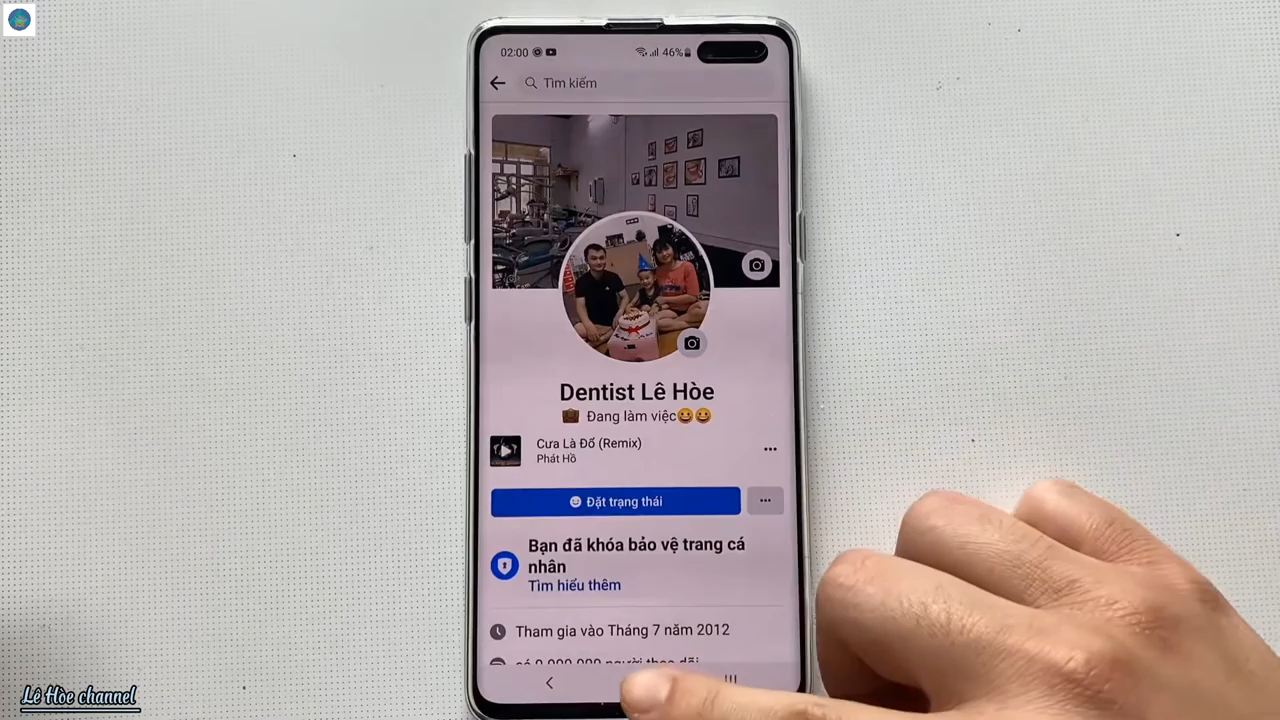 02:00
46%
Tìm kiếm
Dentist Lê Hòe
Đang làm việc😀😀
Cưa Là Đổ (Remix)
Phát Hồ
Đặt trạng thái
Bạn đã khóa bảo vệ trang cá
nhân
Tìm hiểu thêm
Tham gia vào Tháng 7 năm 2012
Lê Hòe channel